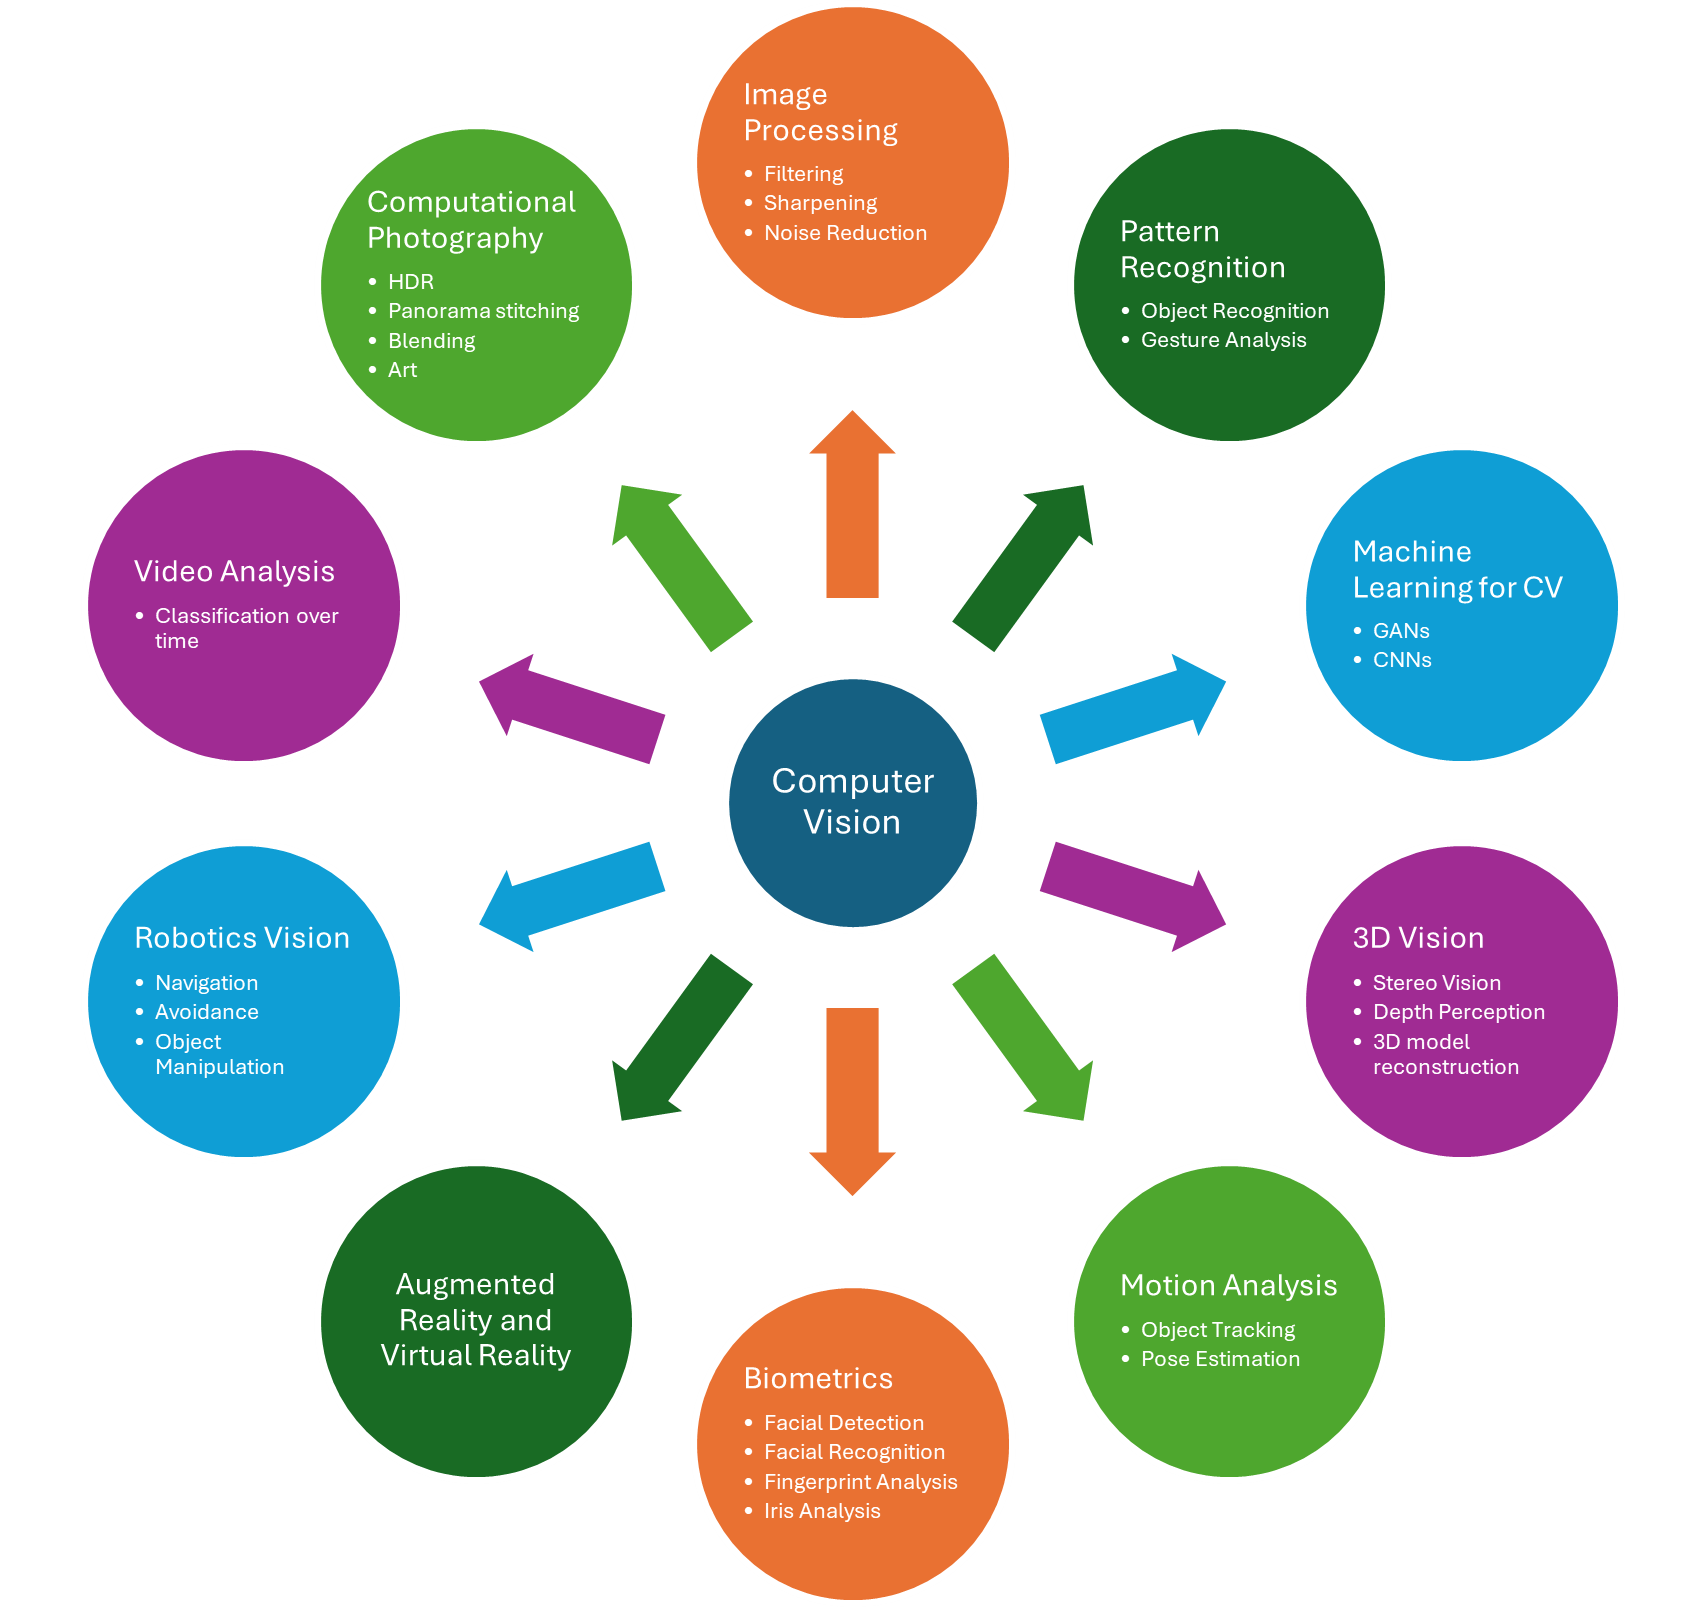 Image
Processing
• Filtering
• Sharpening
• Noise Reduction
Pattern
Recognition
• Object Recognition
• Gesture Analysis
Machine
Learning for CV
• GANs
• CNNs
3D Vision
• Stereo Vision
• Depth Perception
• 3D model
reconstruction
Motion Analysis
• Object Tracking
• Pose Estimation
Biometrics
• Facial Detection
• Facial Recognition
• Fingerprint Analysis
• Iris Analysis
Augmented
Reality and
Virtual Reality
Robotics Vision
• Navigation
• Avoidance
• Object
Manipulation
Video Analysis
• Classification over
time
Computational
Photography
• HDR
• Panorama stitching
• Blending
• Art
Computer
Vision